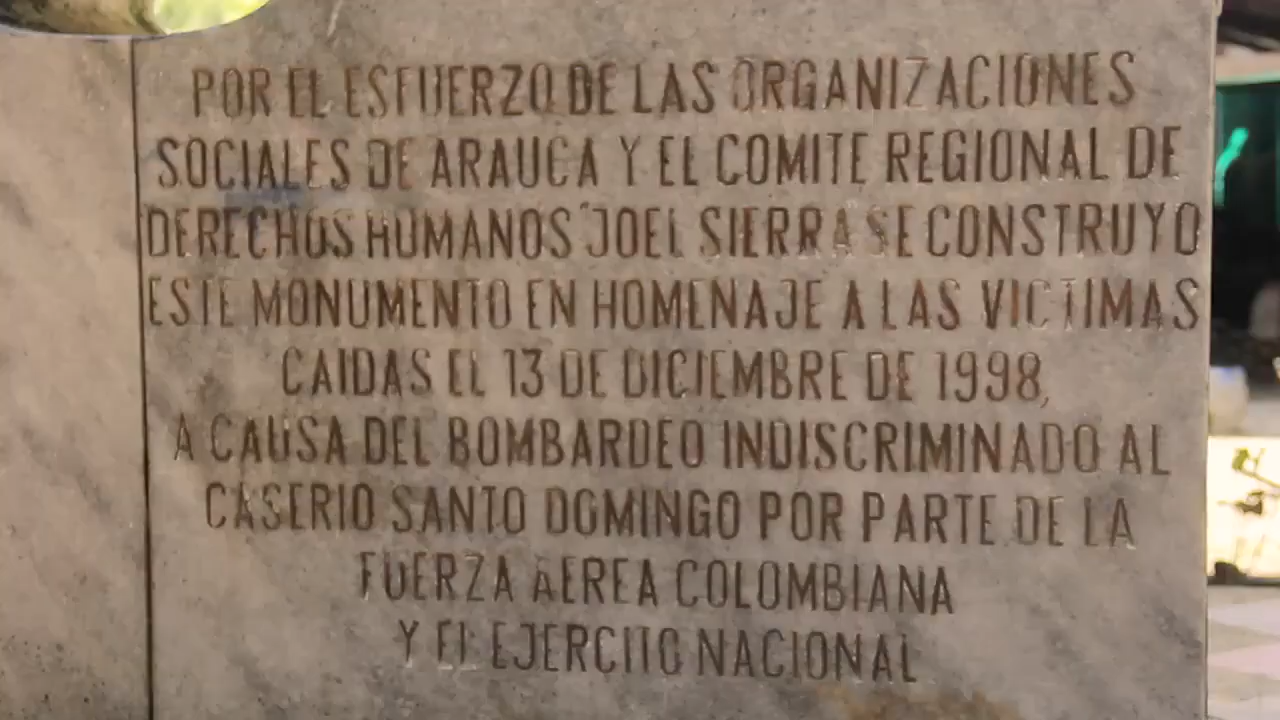 POR EL ESFUERZO DE LAS ORGANIZACIONES
SOCIALES DE ARAUCA Y EL COMITE REGIONAL DE
DERECHOS HUMANOS "JOEL SIERRA SE CONSTRUYO
ESTE MONUMENTO EN HOMENAJE A LAS VICTIMAS
CAIDAS EL 13 DE DICIEMBRE DE 1998,
A CAUSA DEL BOMBARDEO INDISCRIMINADO AL
CASERIO SANTO DOMINGO POR PARTE DE LA
FUERZA AEREA COLOMBIANA
Y EL EJERCITO NACIONAL